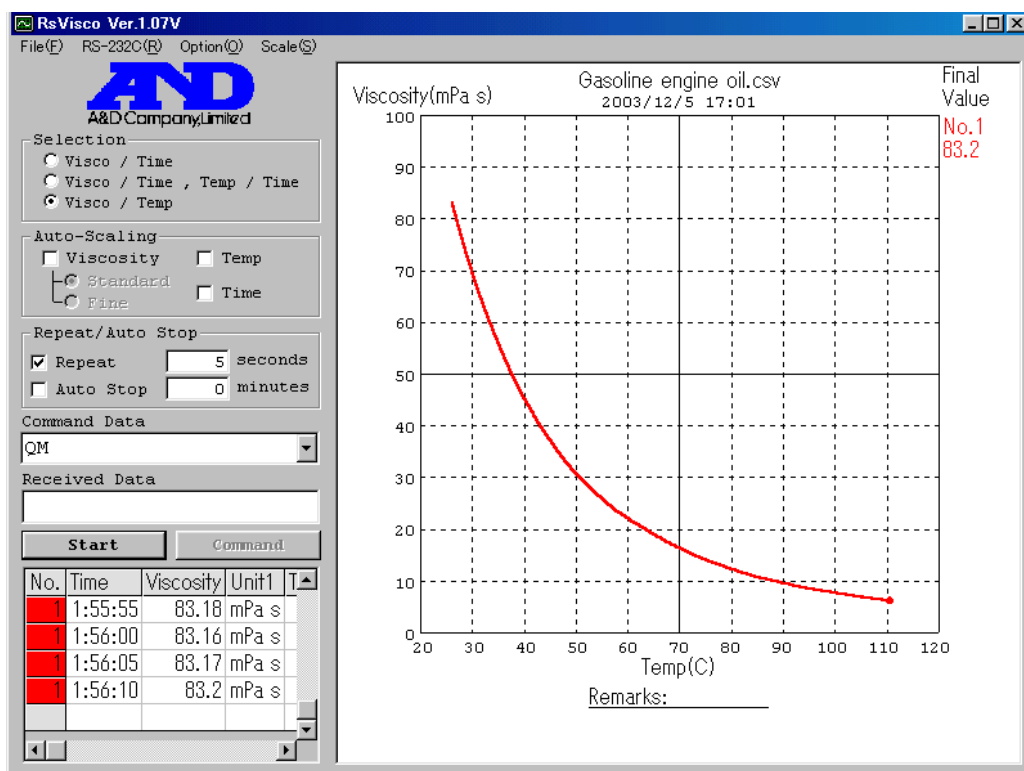 RsVisco Ver.1.07V
File(F) RS-232C(R) Option(O) Scale(S)
AND
A&D Company,Limited
Selection
Visco / Time
Visco / Time , Temp / Time
Visco / Temp
Auto-Scaling
Viscosity Temp
Standard
Fine
Time
Repeat/Auto Stop
Repeat 5 seconds
Auto Stop 0 minutes
Command Data
QM
Received Data
Start Command
No. Time Viscosity Unit1 T
1 1:55:55 83.18 mPa s
1 1:56:00 83.16 mPa s
1 1:56:05 83.17 mPa s
1 1:56:10 83.2 mPa s
Gasoline engine oil.csv
2003/12/5 17:01
Viscosity(mPa s)
Final
Value
No.1
83.2
100
90
80
70
60
50
40
30
20
10
0
20 30 40 50 60 70 80 90 100 110 120
Temp(C)
Remarks: